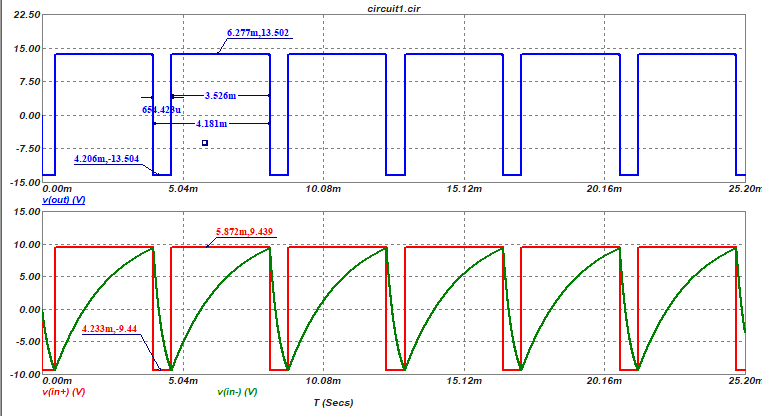 circuit1.cir
22.50
15.00
7.50
0.00
-7.50
-15.00
6.277m,13.502
3.526m
654.423u
4.181m
4.206m,-13.504
0.00m 5.04m 10.08m 15.12m 20.16m 25.20m
v(out) (V)
15.00
10.00
5.00
0.00
-5.00
-10.00
5.872m,9.439
4.233m,-9.44
0.00m 5.04m 10.08m 15.12m 20.16m 25.20m
v(in+) (V) v(in-) (V)
T (Secs)